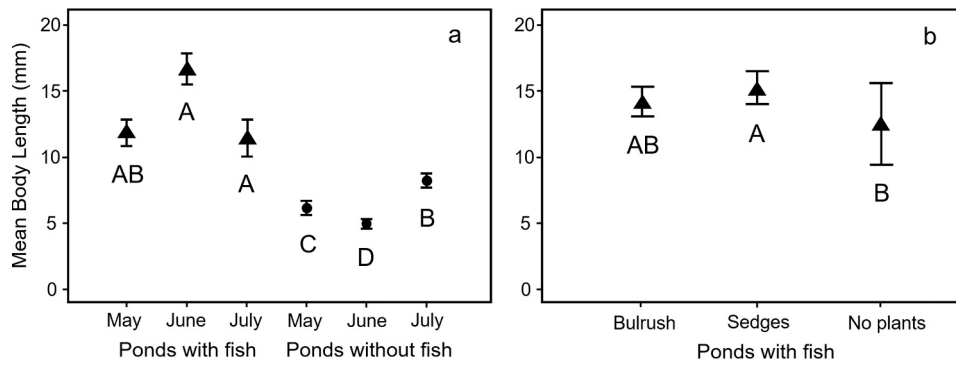 Mean Body Length (mm)
20
15
10
5
0
a
A
AB
A
C
D
B
May June July May June July
Ponds with fish Ponds without fish
20
15
10
5
0
b
AB
A
B
Bulrush Sedges No plants
Ponds with fish